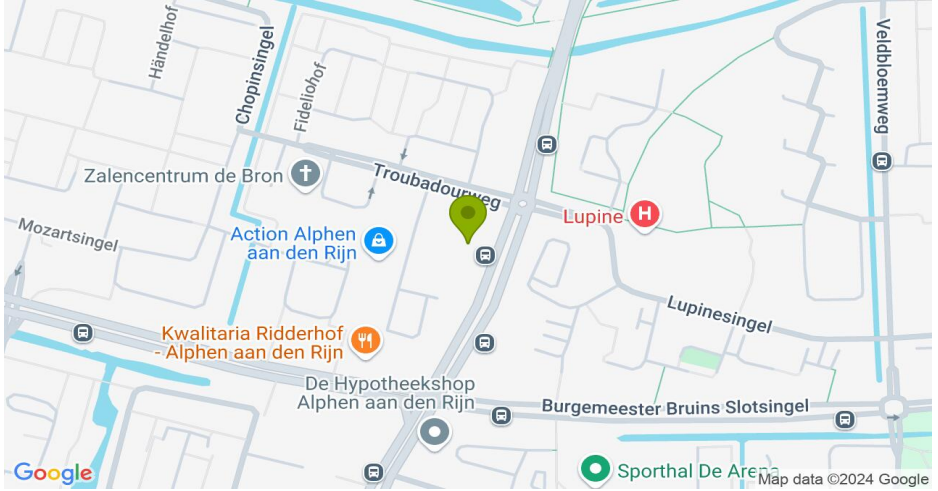 Händelhof
Chopinsingel
Fideliohof
Veldbloemweg
Zalencentrum de Bron
Troubadourweg
Lupine
H
Mozartsingel
Action Alphen
aan den Rijn
Lupinesingel
Kwalitaria Ridderhof
- Alphen aan den Rijn
De Hypotheekshop
Alphen aan den Rijn
Burgemeester Bruins Slotsingel
Google
Sporthal De Arena
Map data ©2024 Google